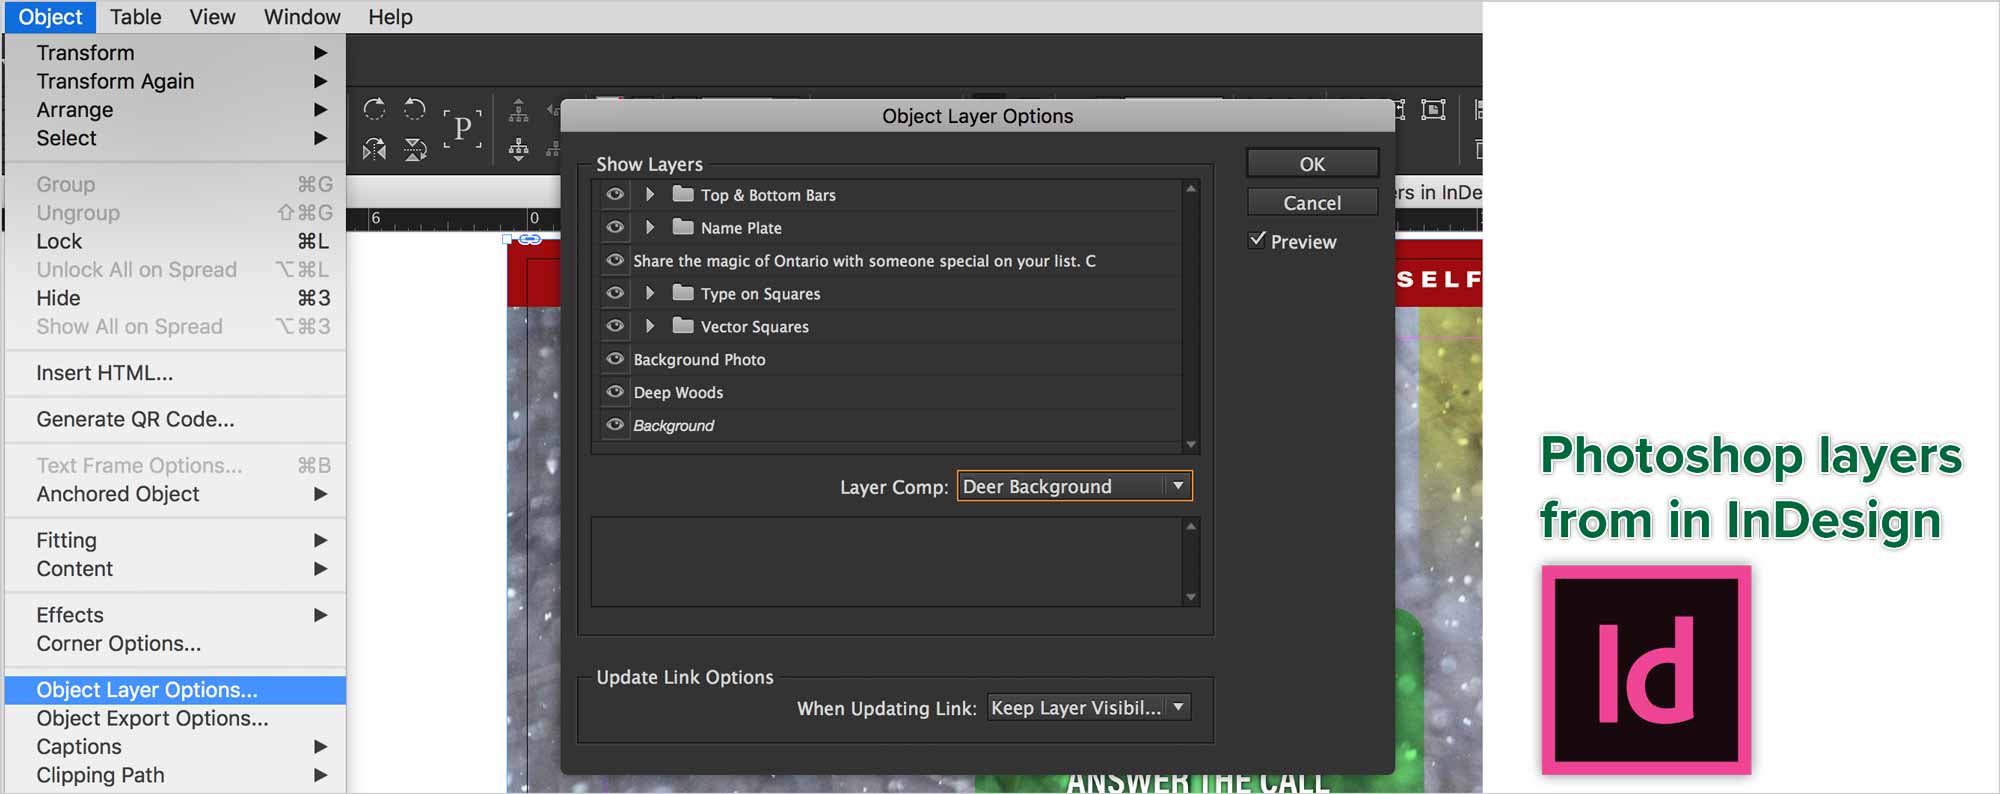 Object Table View Window Help
Transform
Transform Again
Arrange
Select
Group ⌘G
Ungroup ⇧⌘G
Lock ⌘L
Unlock All on Spread ⌥⌘L
Hide ⌘3
Show All on Spread ⌥⌘3
Insert HTML...
Generate QR Code...
Text Frame Options... ⌘B
Anchored Object
Fitting
Content
Effects
Corner Options...
Object Layer Options...
Object Export Options...
Captions
Clipping Path
P
6
0
Object Layer Options
Show Layers
Top & Bottom Bars
Name Plate
Share the magic of Ontario with someone special on your list. C
Type on Squares
Vector Squares
Background Photo
Deep Woods
Background
Layer Comp: Deer Background
Update Link Options
When Updating Link: Keep Layer Visibil...
OK
Cancel
Preview
rs in InDe
SELF
ANSWER THE CALL
Photoshop layers
from in InDesign
Id